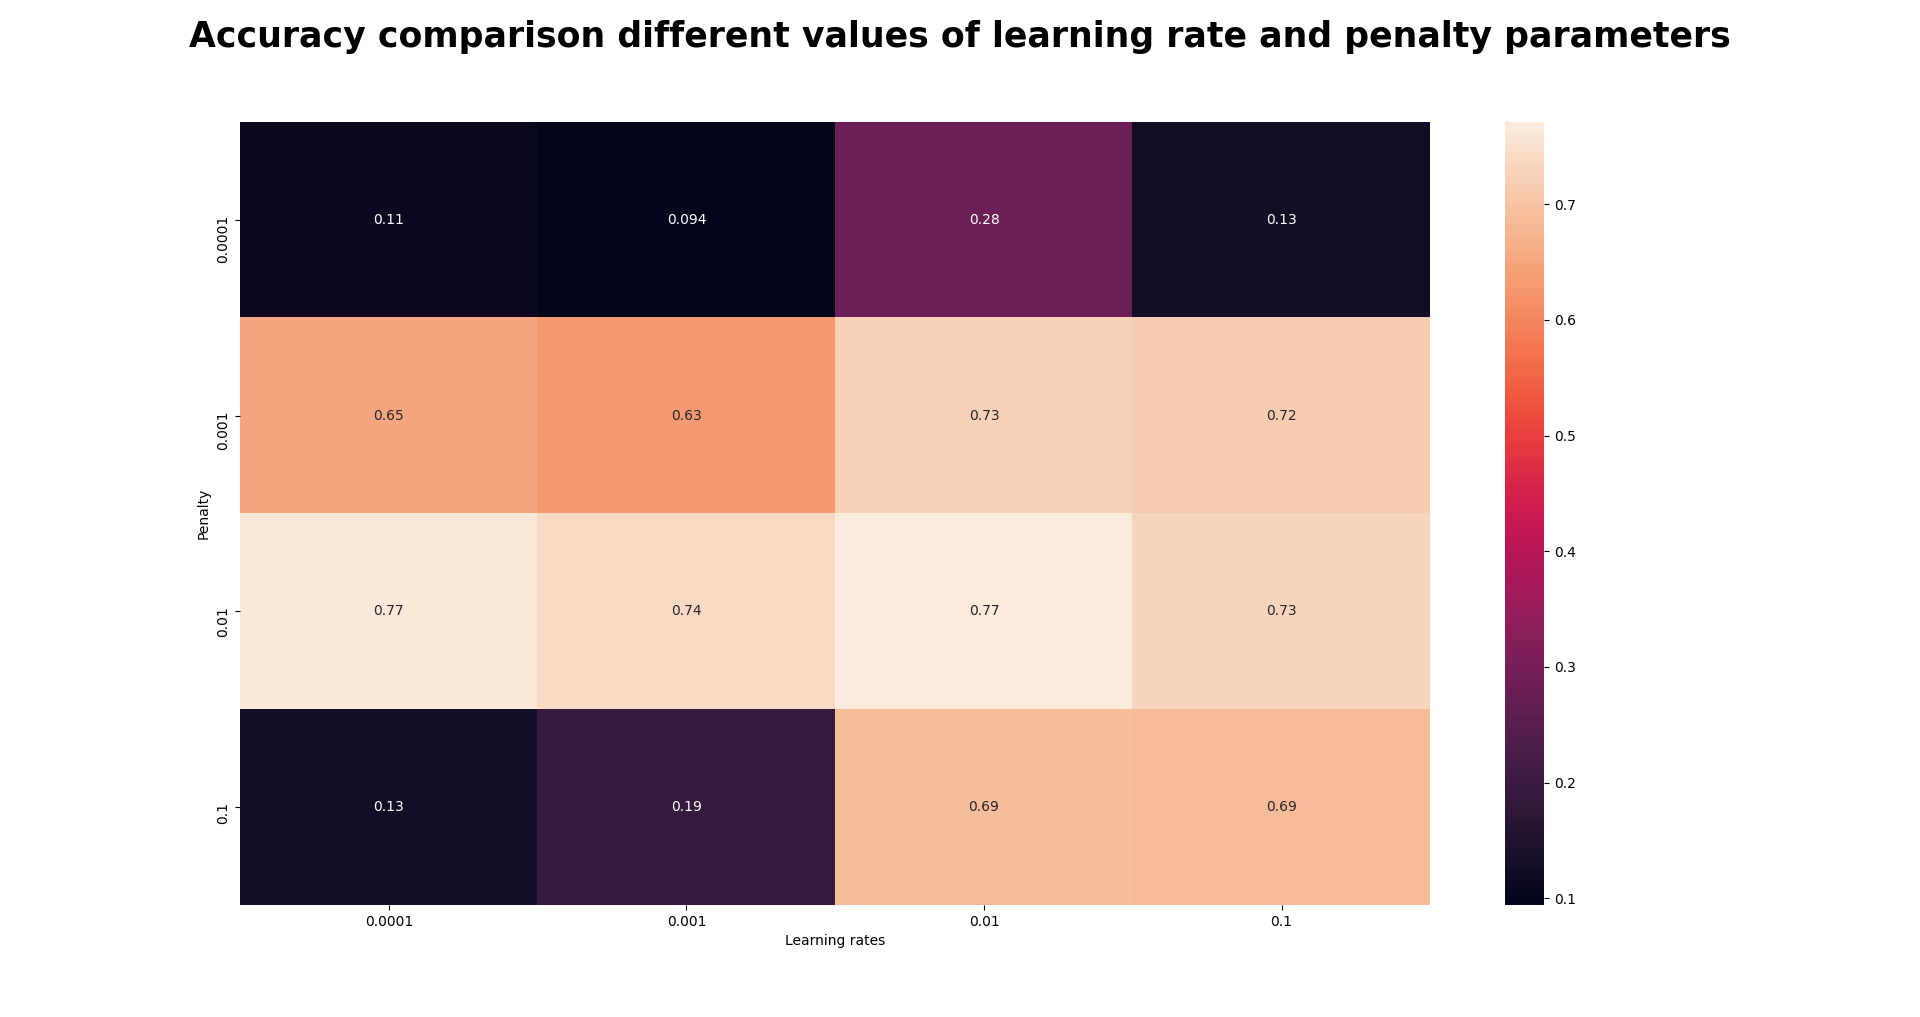 Accuracy comparison different values of learning rate and penalty parameters
0.11 0.094 0.28 0.13
0.0001
0.65 0.63 0.73 0.72
0.001
Penalty
0.77 0.74 0.77 0.73
0.01
0.13 0.19 0.69 0.69
0.1
0.0001 0.001 0.01 0.1
Learning rates
0.7
0.6
0.5
0.4
0.3
0.2
0.1